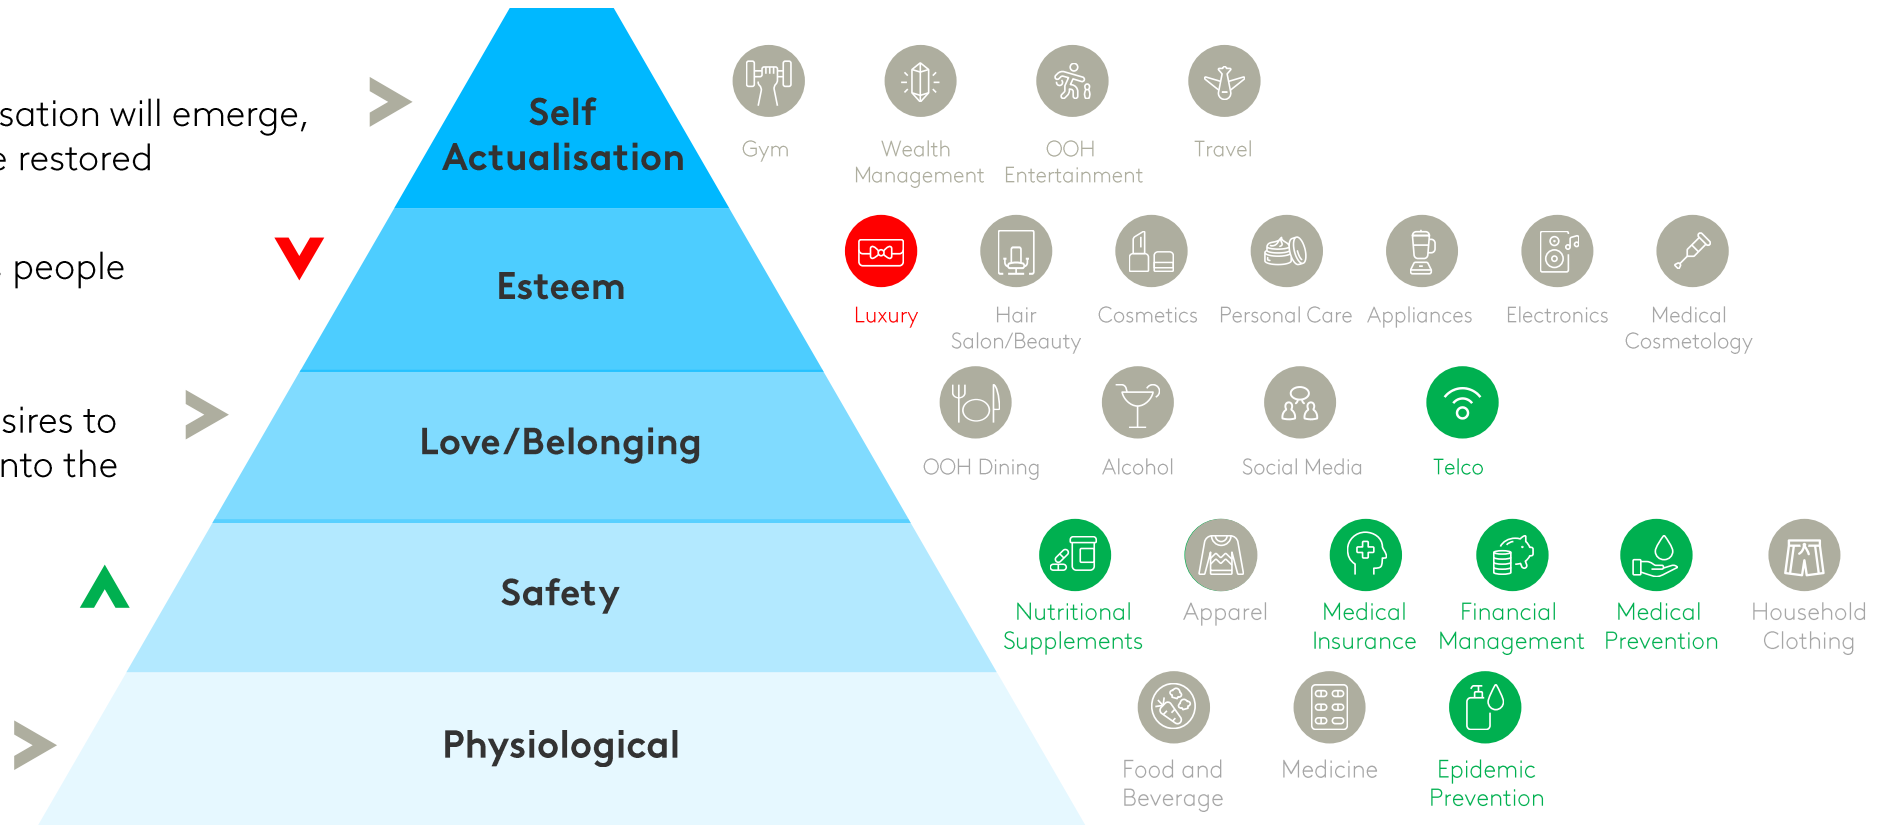 sation will emerge,
restored
people
sires to
nto the
Self
Actualisation
Esteem
Love/Belonging
Safety
Physiological
Gym
Wealth
Management
OOH
Entertainment
Travel
Luxury
Hair
Salon/Beauty
Cosmetics
Personal Care
Appliances
Electronics
Medical
Cosmetology
OOH Dining
Alcohol
Social Media
Telco
Nutritional
Supplements
Apparel
Medical
Insurance
Financial
Management
Medical
Prevention
Household
Clothing
Food and
Beverage
Medicine
Epidemic
Prevention